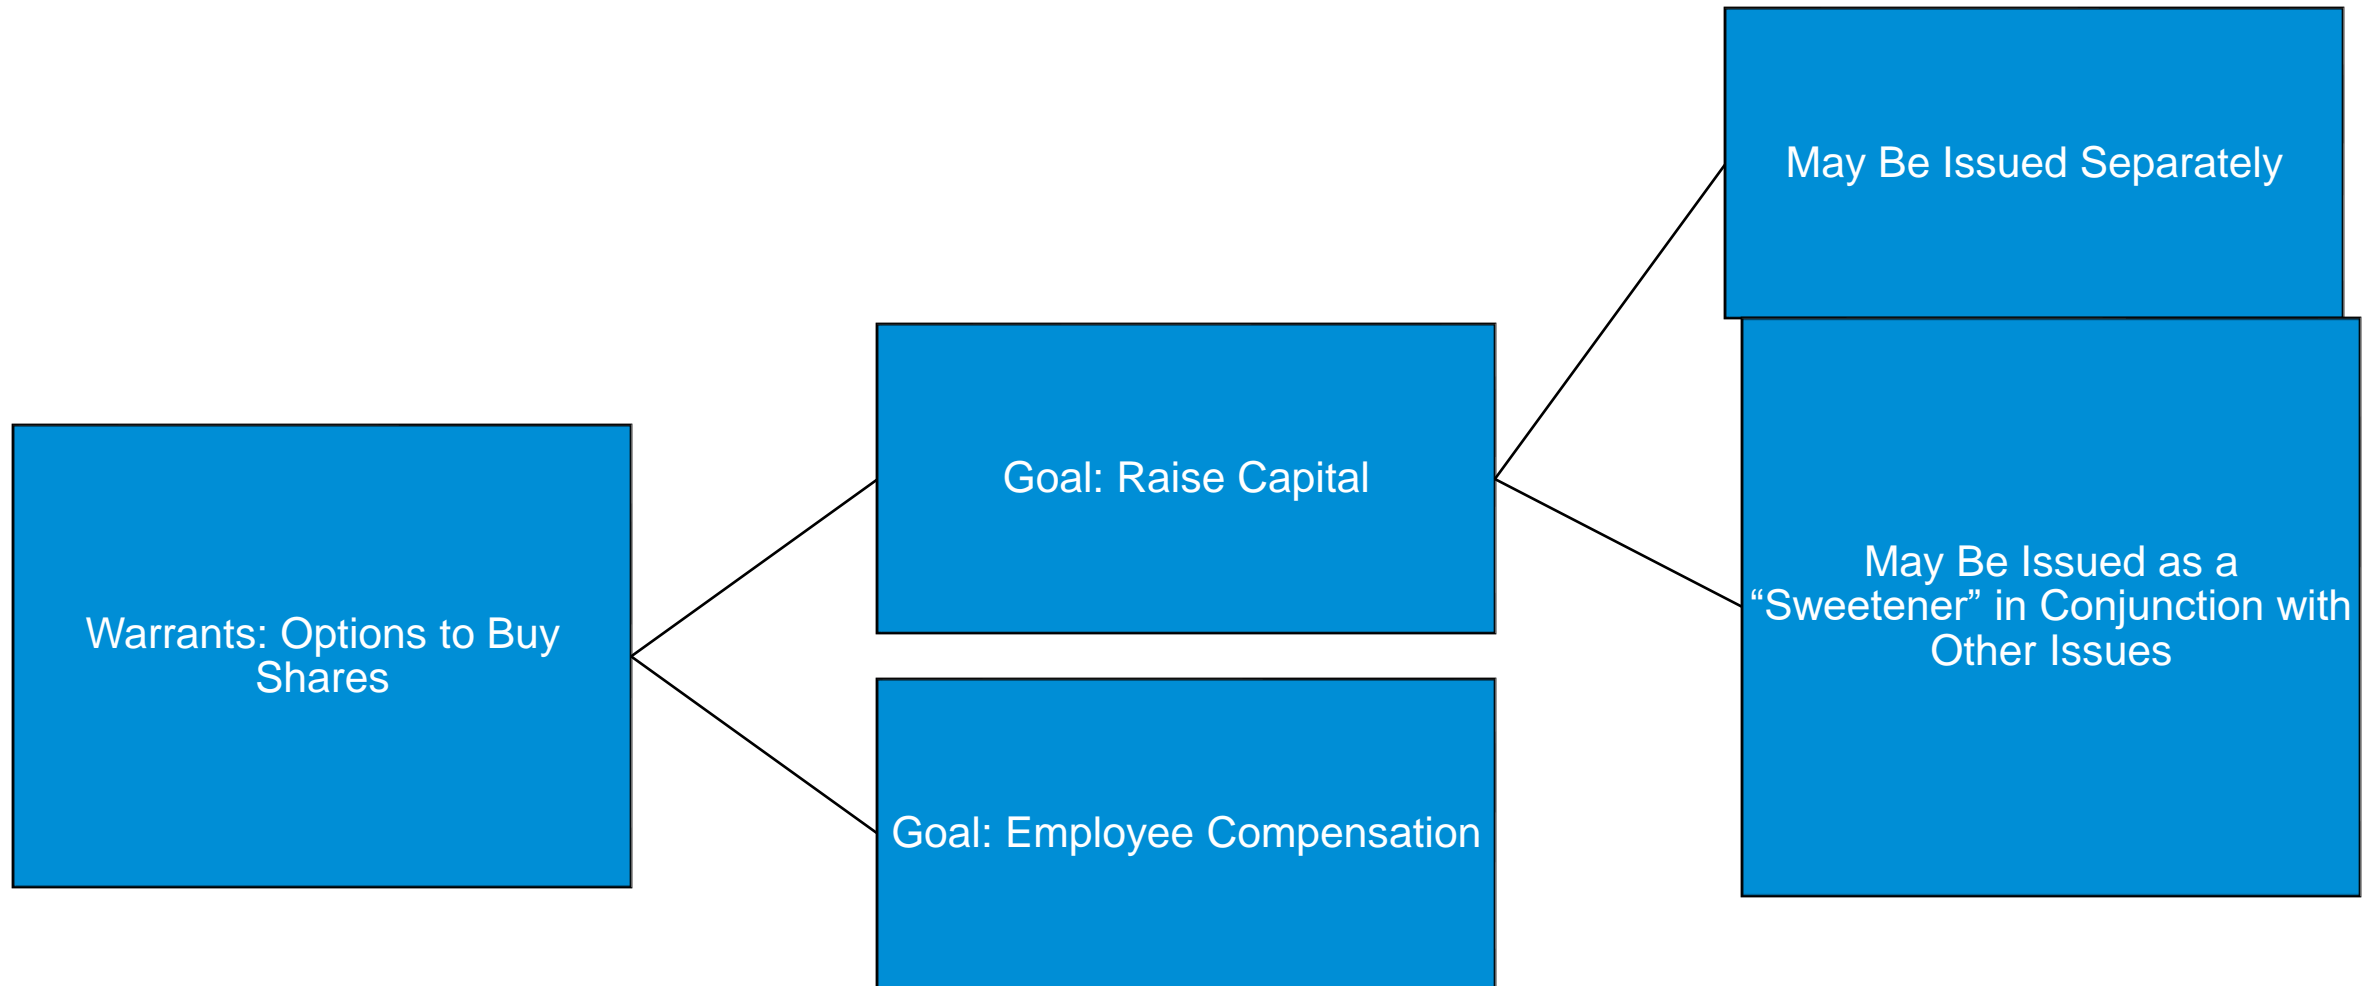 Warrants: Options to Buy
Shares
Goal: Raise Capital
May Be Issued Separately
May Be Issued as a
“Sweetener” in Conjunction with
Other Issues
Goal: Employee Compensation